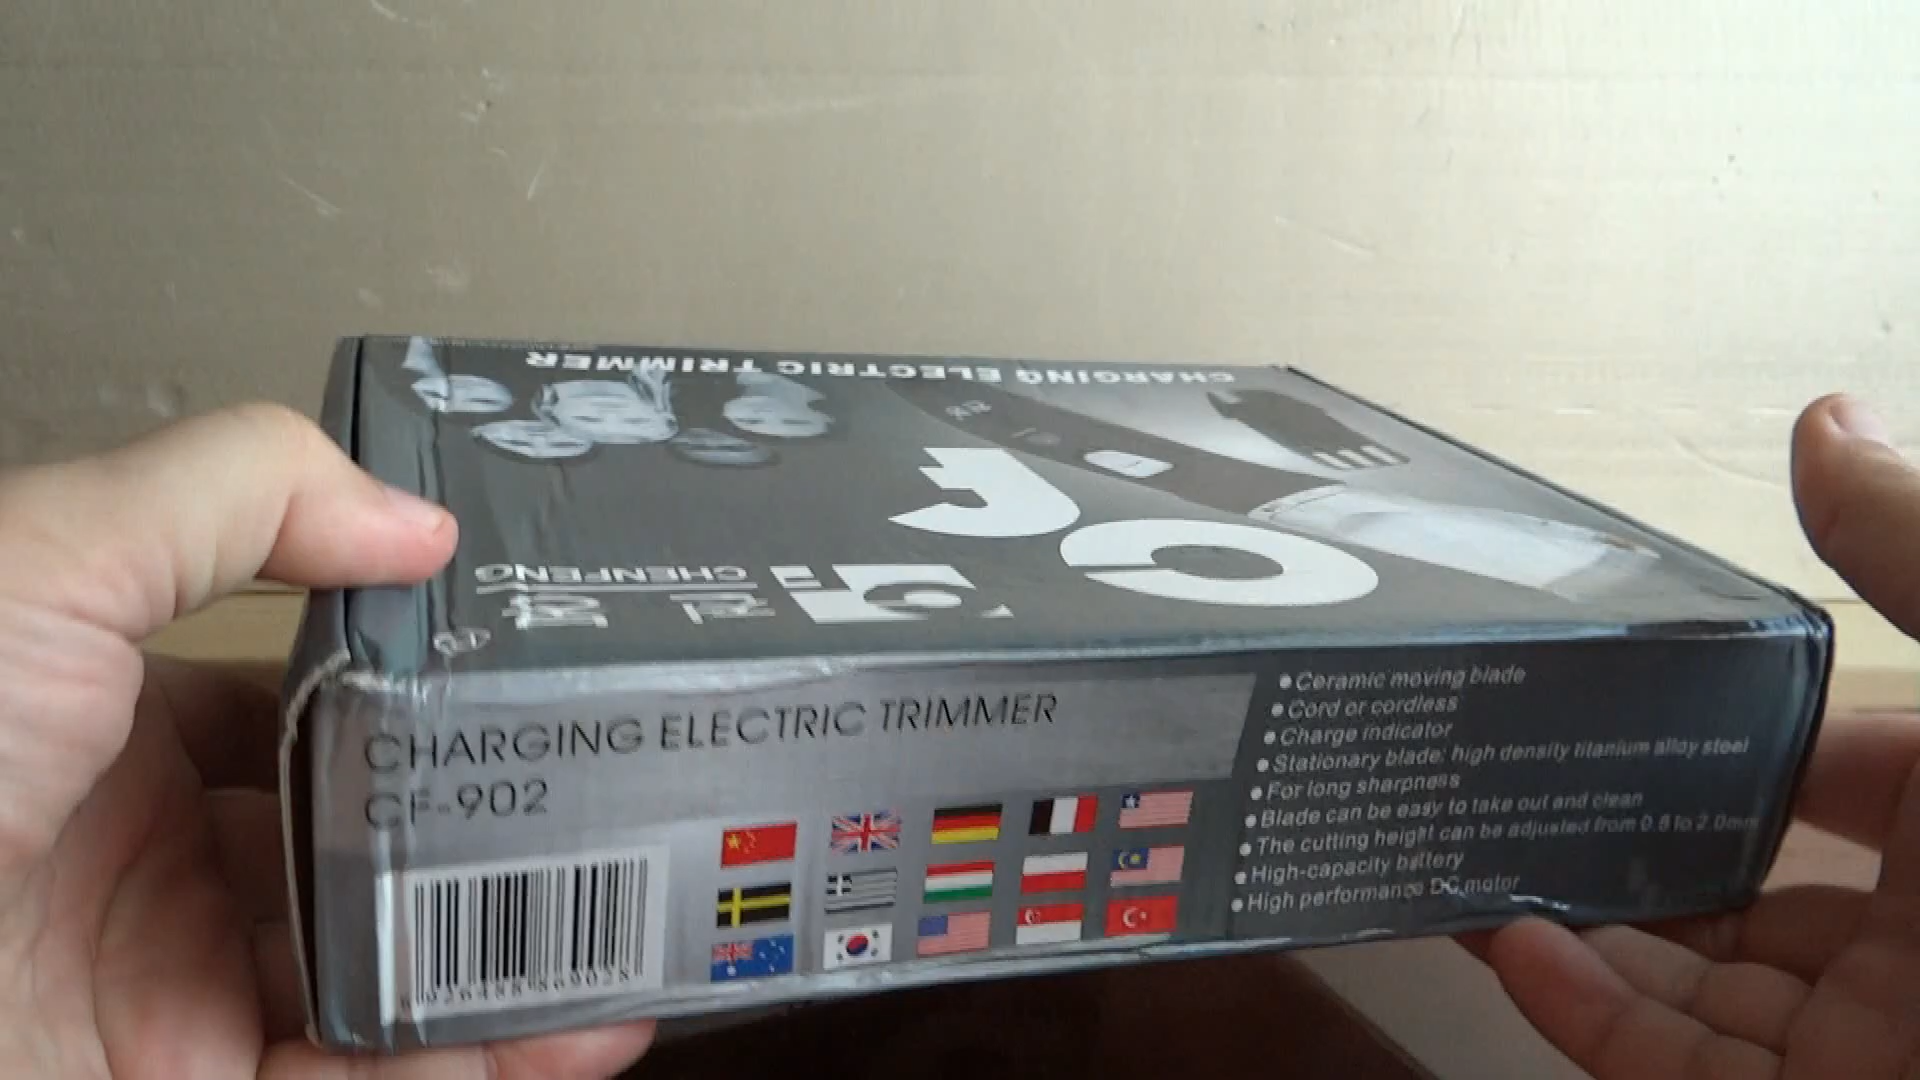 CHARGING ELECTRIC TRIMMER
CHENFENG
CHARGING ELECTRIC TRIMMER
CF-902
● Ceramic moving blade
● Cord or cordless
● Charge indicator
● Stationary blade: high density titanium alloy steel
● For long sharpness
● Blade can be easy to take out and clean
● The cutting height can be adjusted from 0.8 to 2.0mm
● High-capacity battery
● High performance DC motor